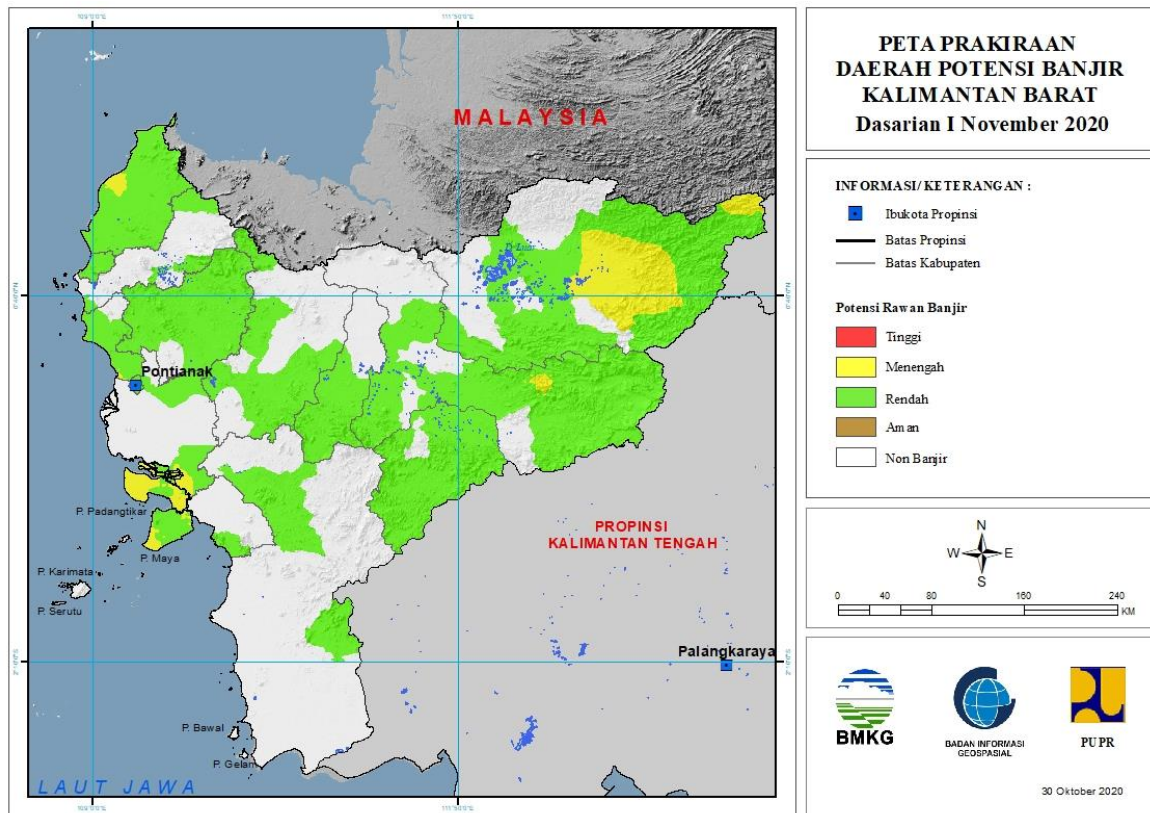 PETA PRAKIRAAN
DAERAH POTENSI BANJIR
KALIMANTAN BARAT
Dasarian I November 2020
INFORMASI/KETERANGAN :
Ibukota Propinsi
Batas Propinsi
Batas Kabupaten
Potensi Rawan Banjir
Tinggi
Menengah
Rendah
Aman
Non Banjir
N
W E
S
0 40 80 160 240
KM
BMKG
BADAN INFORMASI
GEOSPASIAL
PUPR
30 Oktober 2020
MALAYSIA
Pontianak
P. Padangtikar
P. Maya
P. Karimata
P. Serutu
PROPINSI
KALIMANTAN TENGAH
Palangkaraya
P. Bawal
P. Gelam
LAUT JAWA